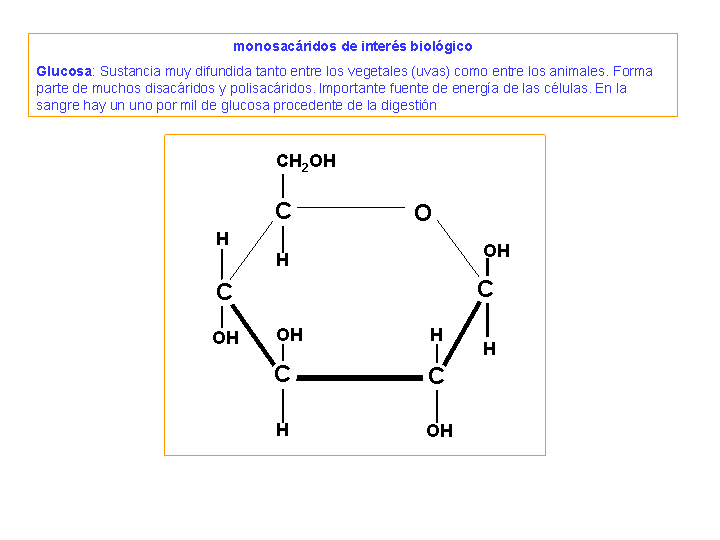 monosacáridos de interés biológico
Glucosa: Sustancia muy difundida tanto entre los vegetales (uvas) como entre los animales. Forma
parte de muchos disacáridos y polisacáridos. Importante fuente de energía de las células. En la
sangre hay un uno por mil de glucosa procedente de la digestión
CH2OH
C O
H
H OH
C C
OH OH H H
C C
H OH